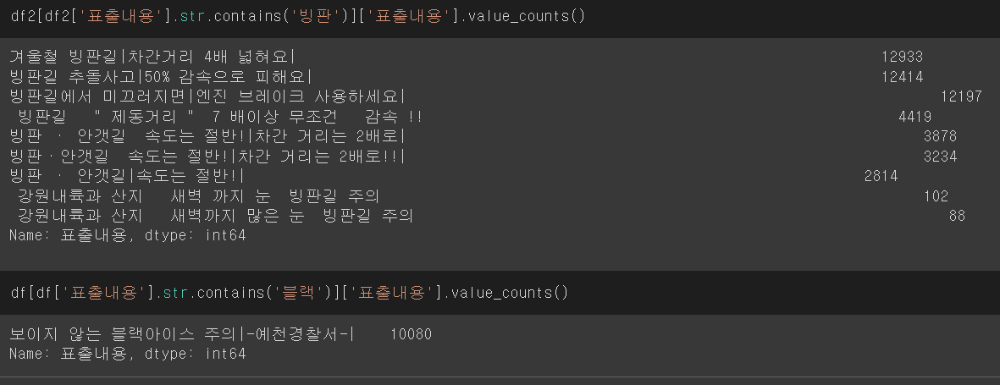 df2[df2['표출내용'].str.contains('빙판')]['표출내용'].value_counts()
겨울철 빙판길|차간거리 4배 넓혀요| 12933
빙판길 추돌사고|50% 감속으로 피해요| 12414
빙판길에서 미끄러지면|엔진 브레이크 사용하세요| 12197
빙판길 " 제동거리 " 7 배이상 무조건 감속 !! 4419
빙판 · 안갯길 속도는 절반!|차간 거리는 2배로| 3878
빙판·안갯길 속도는 절반!|차간 거리는 2배로!!| 3234
빙판 · 안갯길|속도는 절반!| 2814
강원내륙과 산지 새벽 까지 눈 빙판길 주의 102
강원내륙과 산지 새벽까지 많은 눈 빙판길 주의 88
Name: 표출내용, dtype: int64
df[df['표출내용'].str.contains('블랙')]['표출내용'].value_counts()
보이지 않는 블랙아이스 주의|-예천경찰서-| 10080
Name: 표출내용, dtype: int64